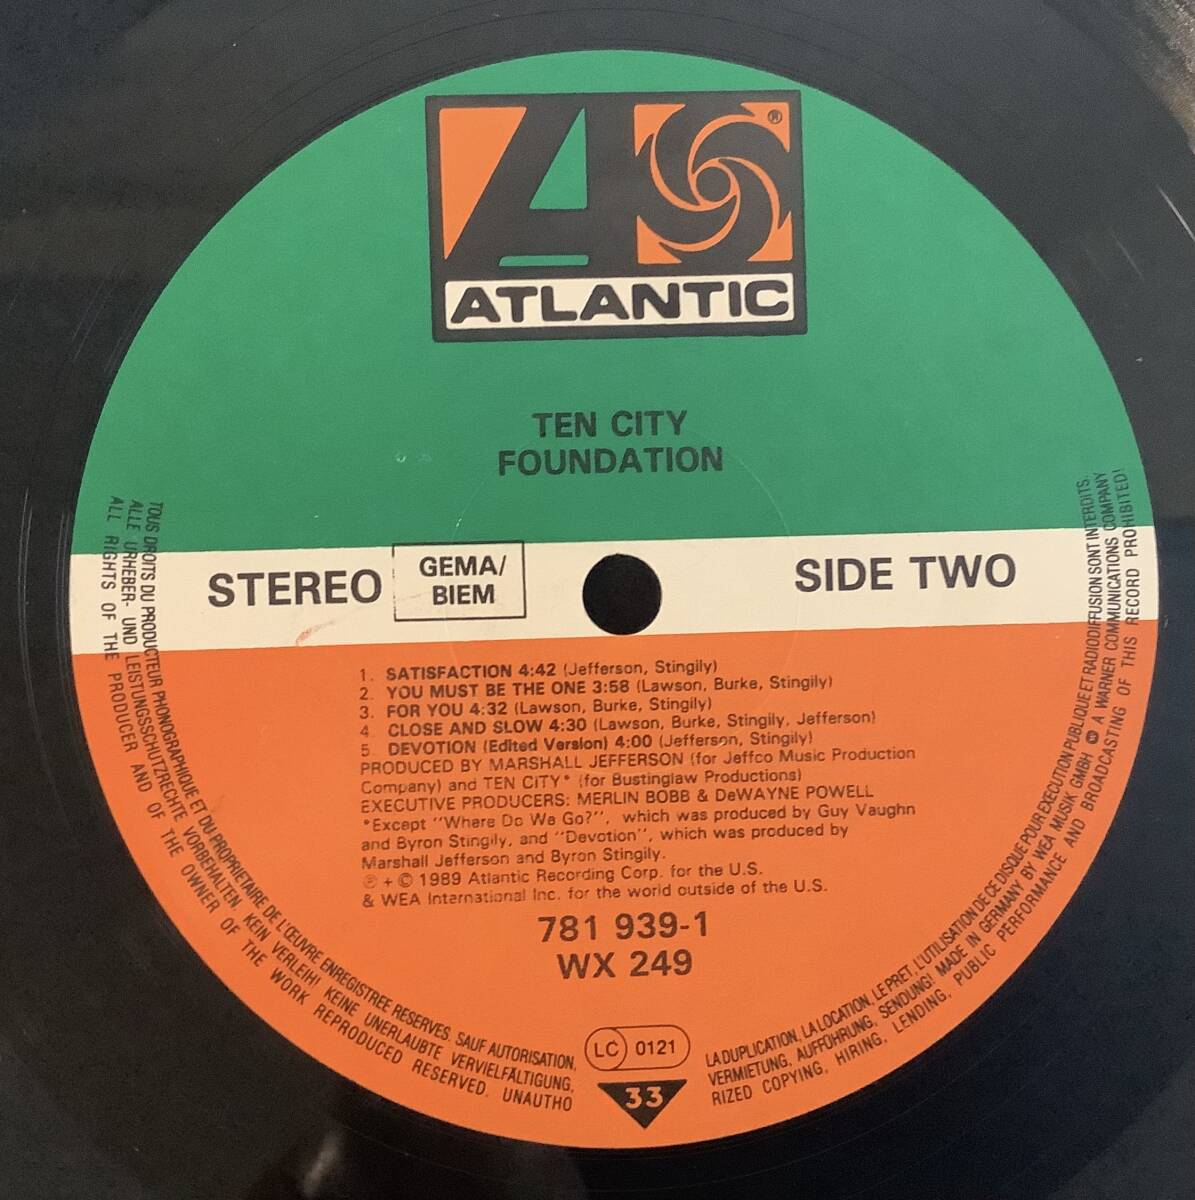 ATLANTIC
®
TEN CITY
FOUNDATION
STEREO
GEMA/
BIEM
SIDE TWO
1. SATISFACTION 4:42 (Jefferson, Stingily)
2. YOU MUST BE THE ONE 3:58 (Lawson, Burke, Stingily)
3. FOR YOU 4:32 (Lawson, Burke, Stingily)
4. CLOSE AND SLOW 4:30 (Lawson, Burke, Stingily, Jefferson)
5. DEVOTION (Edited Version) 4:00 (Jefferson, Stingily)
PRODUCED BY MARSHALL JEFFERSON (for Jeffco Music Production
Company) and TEN CITY* (for Bustinglaw Productions)
EXECUTIVE PRODUCERS: MERLIN BOBB & DeWAYNE POWELL
*Except "Where Do We Go?", which was produced by Guy Vaughn
and Byron Stingily, and "Devotion", which was produced by
Marshall Jefferson and Byron Stingily.
℗ + © 1989 Atlantic Recording Corp. for the U.S.
& WEA International Inc. for the world outside of the U.S.
781 939-1
WX 249
LC 0121
33
TOUS DROITS DU PRODUCTEUR PHONOGRAPHIQUE ET DU PROPRIETAIRE DE L'ŒUVRE ENREGISTREE RESERVES. SAUF AUTORISATION,
ALLE URHEBER- UND LEISTUNGSSCHUTZRECHTE VORBEHALTEN. KEIN VERLEIH! KEINE UNERLAUBTE VERVIELFÄLTIGUNG,
ALL RIGHTS OF THE PRODUCER AND OF THE OWNER OF THE WORK REPRODUCED RESERVED. UNAUTHO
LA DUPLICATION, LA LOCATION, LE PRET, L'UTILISATION DE CE DISQUE POUR EXECUTION PUBLIQUE ET RADIODIFFUSION SONT INTERDITS.
VERMIETUNG, AUFFÜHRUNG, SENDUNG! MADE IN GERMANY BY WEA MUSIK GMBH A WARNER COMMUNICATIONS COMPANY
RIZED COPYING, HIRING, LENDING, PUBLIC PERFORMANCE AND BROADCASTING OF THIS RECORD PROHIBITED!